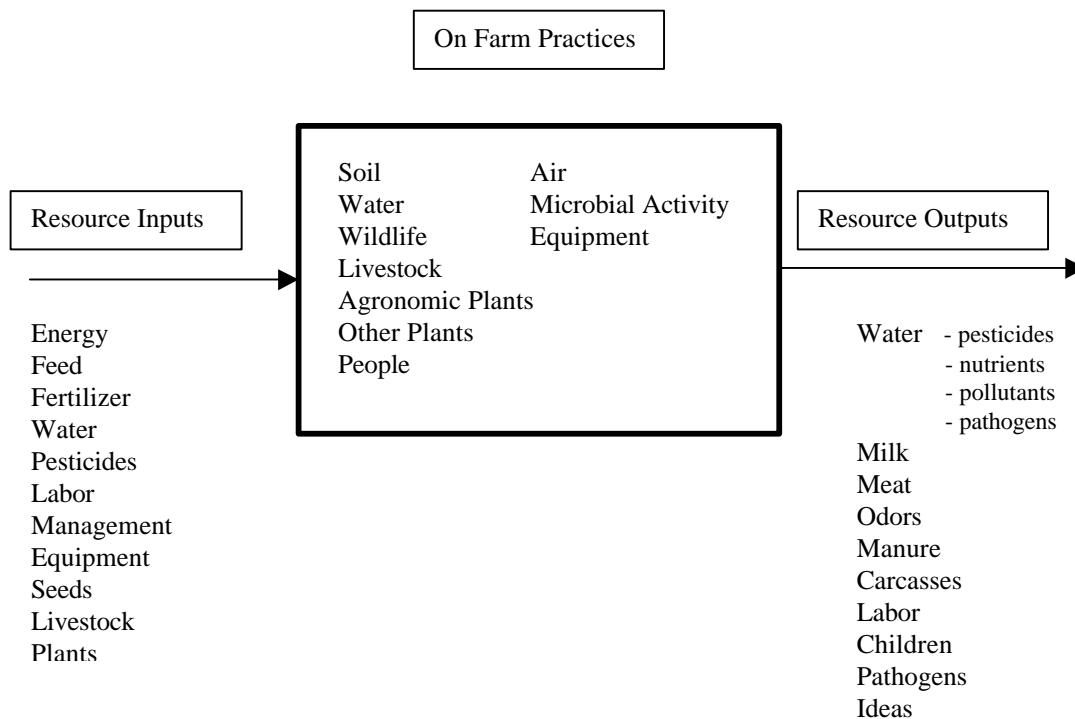 On Farm Practices
Resource Inputs
Energy
Feed
Fertilizer
Water
Pesticides
Labor
Management
Equipment
Seeds
Livestock
Plants
Soil
Water
Wildlife
Livestock
Agronomic Plants
Other Plants
People
Air
Microbial Activity
Equipment
Resource Outputs
Water - pesticides
- nutrients
- pollutants
- pathogens
Milk
Meat
Odors
Manure
Carcasses
Labor
Children
Pathogens
Ideas